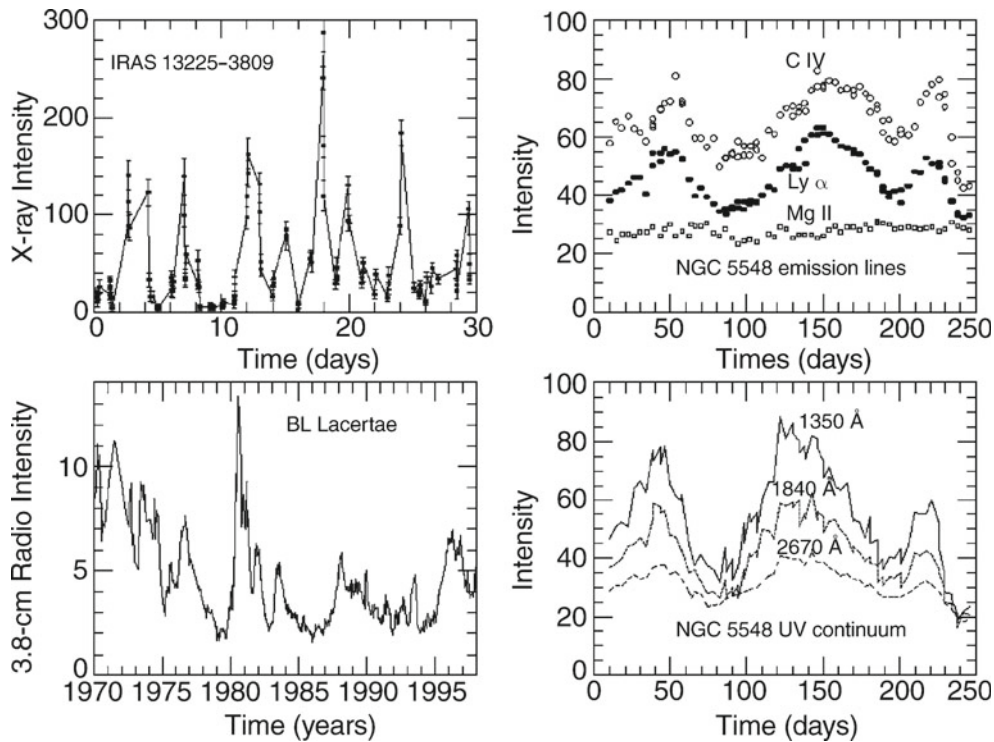 300
200
100
0
X-ray Intensity
IRAS 13225–3809
0 10 20 30
Time (days)
100
80
60
40
20
0
Intensity
C IV
Ly α
Mg II
NGC 5548 emission lines
0 50 100 150 200 250
Times (days)
10
5
0
3.8-cm Radio Intensity
BL Lacertae
1970 1975 1980 1985 1990 1995
Time (years)
100
80
60
40
20
0
Intensity
1350 Å
1840 Å
2670 Å
NGC 5548 UV continuum
0 50 100 150 200 250
Time (days)